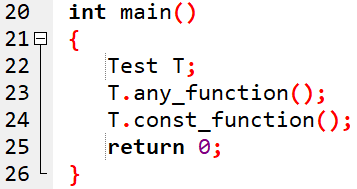 20 int main()
21 {
22 Test T;
23 T.any_function();
24 T.const_function();
25 return 0;
26 }